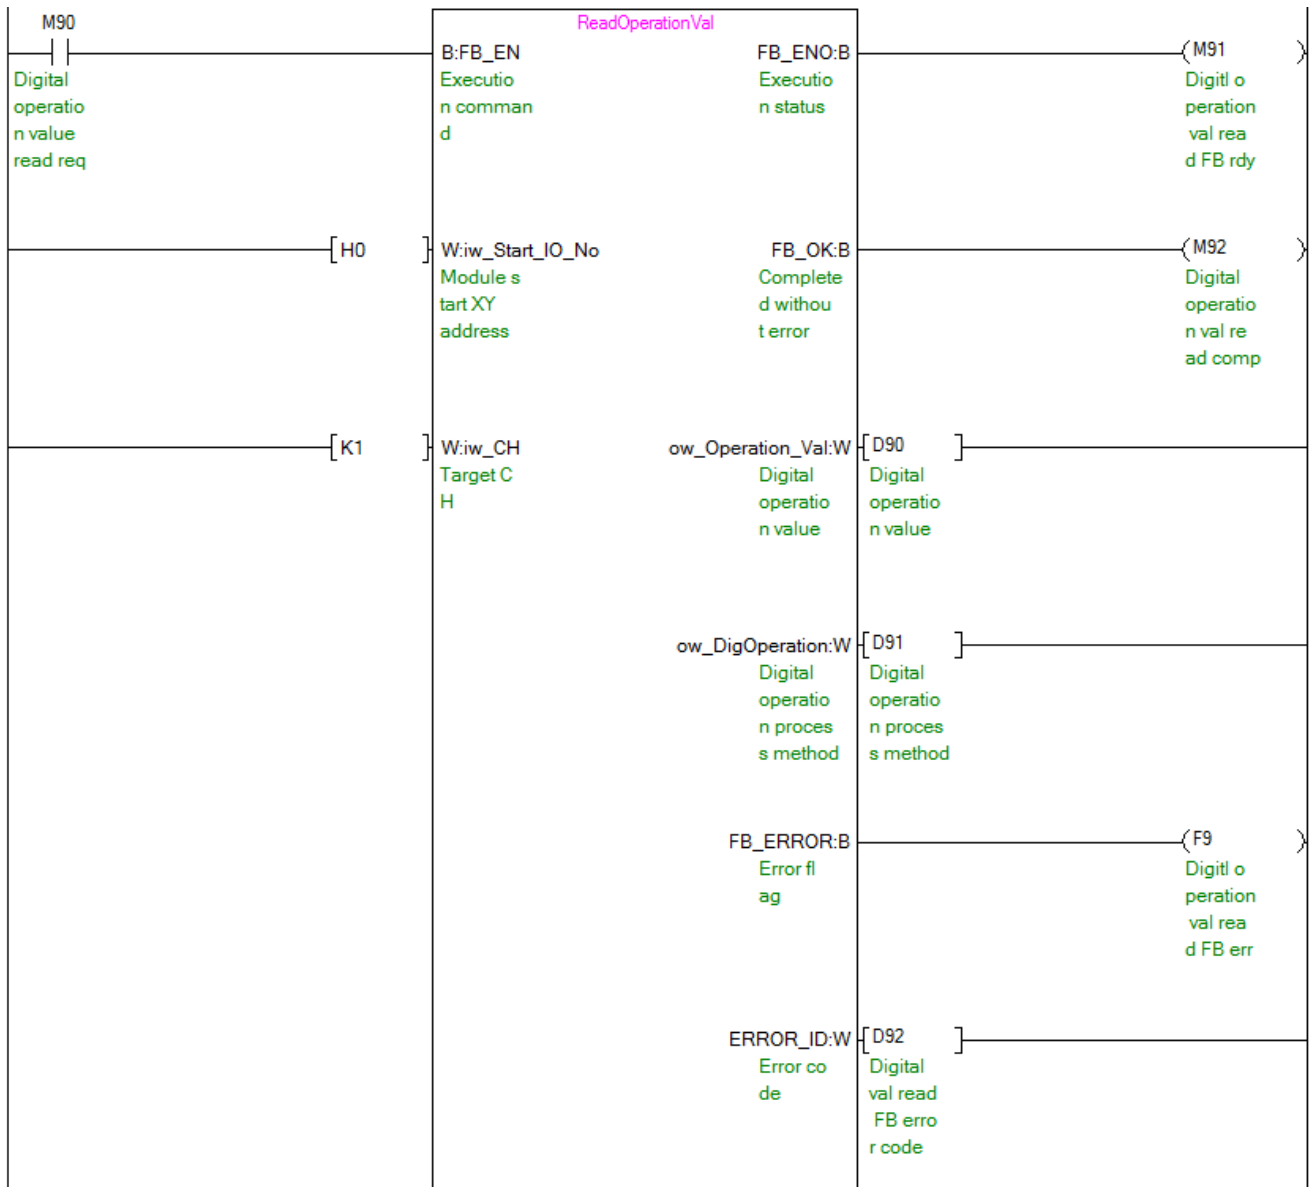 M90
ReadOperationVal
B:FB_EN
FB_ENO:B
M91
Digital
operatio
n value
read req
Executio
n comman
d
Executio
n status
Digitl o
peration
val rea
d FB rdy
H0
W:iw_Start_IO_No
FB_OK:B
M92
Module s
tart XY
address
Complete
d withou
t error
Digital
operatio
n val re
ad comp
K1
W:iw_CH
ow_Operation_Val:W
D90
Target C
H
Digital
operatio
n value
Digital
operatio
n value
ow_DigOperation:W
D91
Digital
operatio
n proces
s method
Digital
operatio
n proces
s method
FB_ERROR:B
F9
Error fl
ag
Digitl o
peration
val rea
d FB err
ERROR_ID:W
D92
Error co
de
Digital
val read
FB erro
r code